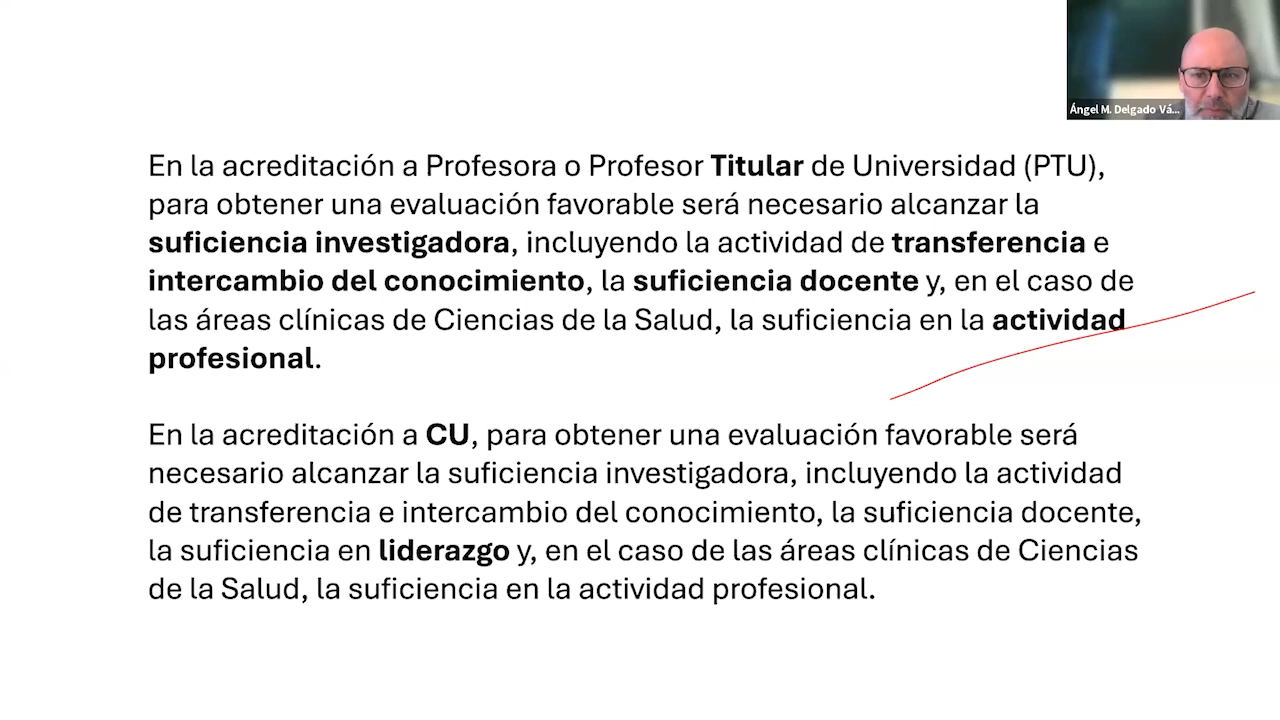 Ángel M. Delgado Vá...
En la acreditación a Profesora o Profesor Titular de Universidad (PTU),
para obtener una evaluación favorable será necesario alcanzar la
suficiencia investigadora, incluyendo la actividad de transferencia e
intercambio del conocimiento, la suficiencia docente y, en el caso de
las áreas clínicas de Ciencias de la Salud, la suficiencia en la actividad
profesional.
En la acreditación a CU, para obtener una evaluación favorable será
necesario alcanzar la suficiencia investigadora, incluyendo la actividad
de transferencia e intercambio del conocimiento, la suficiencia docente,
la suficiencia en liderazgo y, en el caso de las áreas clínicas de Ciencias
de la Salud, la suficiencia en la actividad profesional.